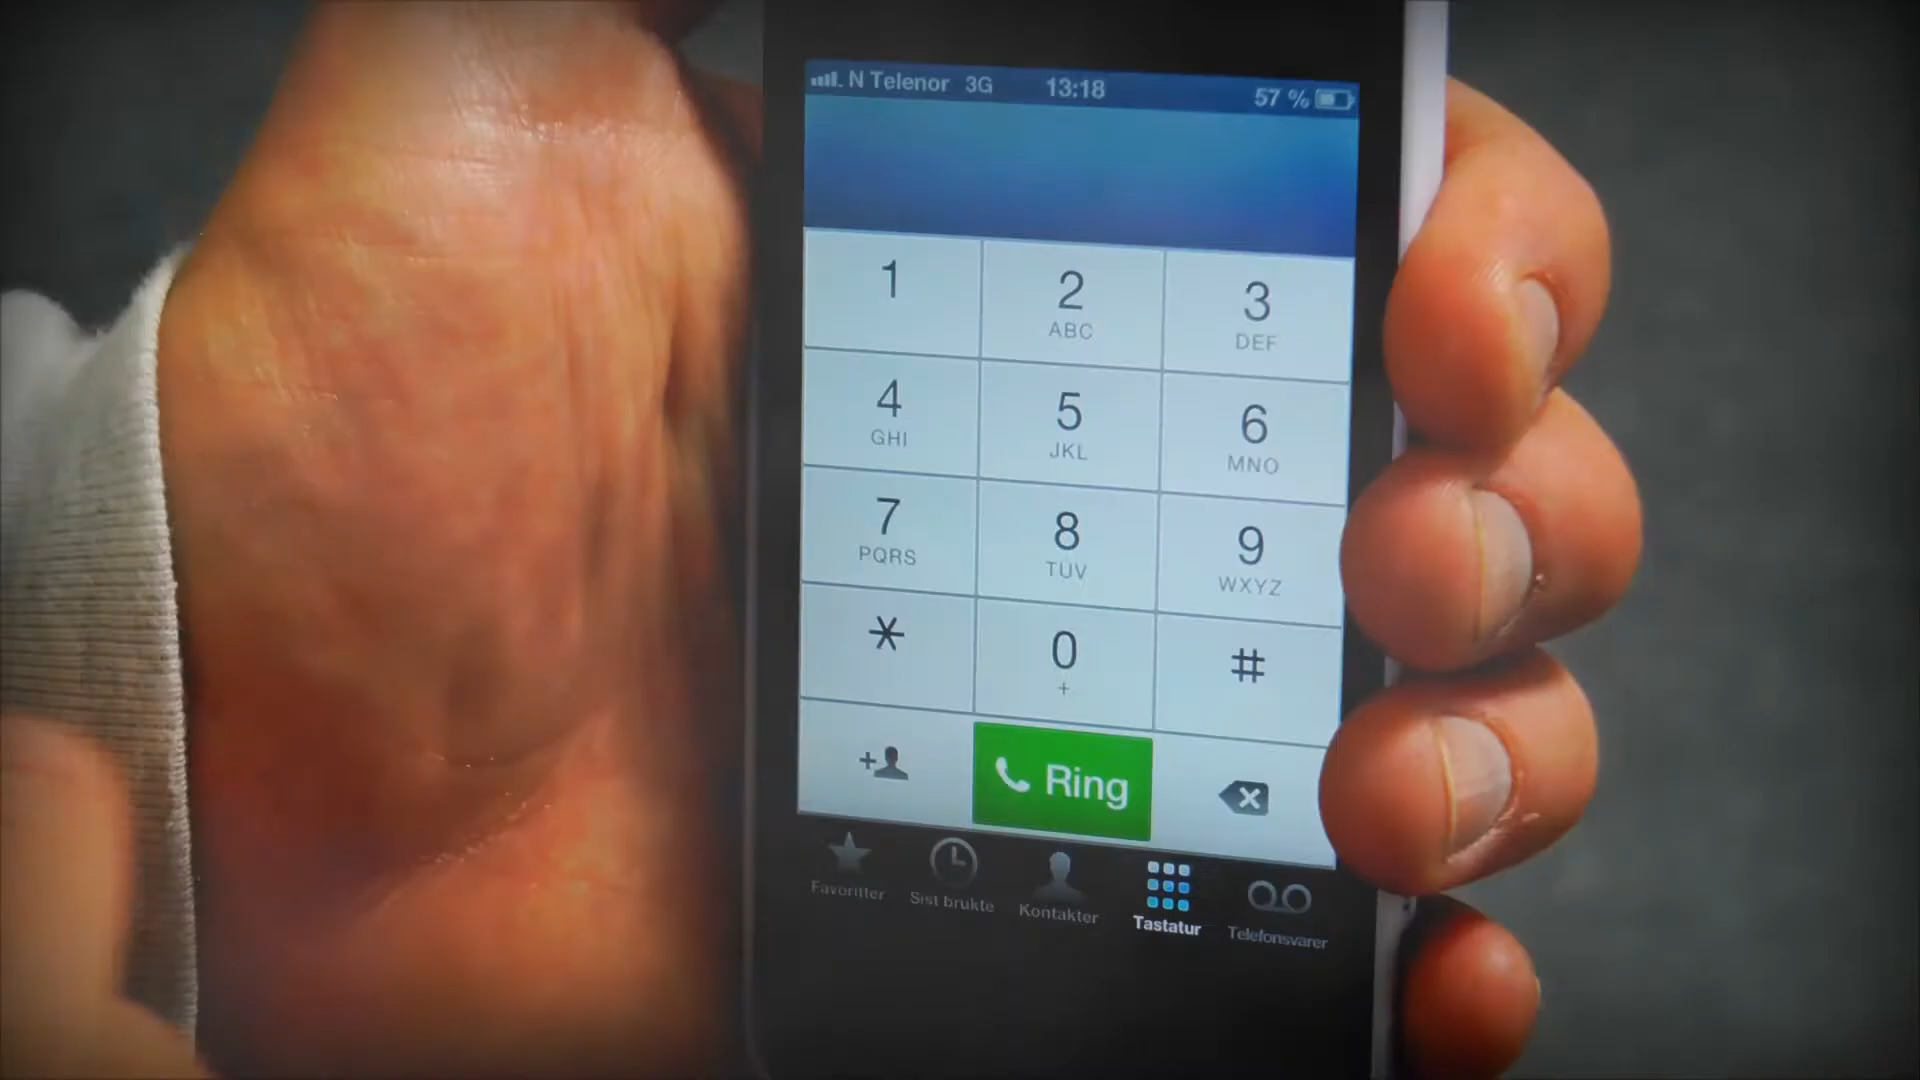 N Telenor 3G 13:18 57 %
1 2 3
ABC DEF
4 5 6
GHI JKL MNO
7 8 9
PQRS TUV WXYZ
* 0 #
+
+ Ring
Favoritter Sist brukte Kontakter Tastatur Telefonsvarer